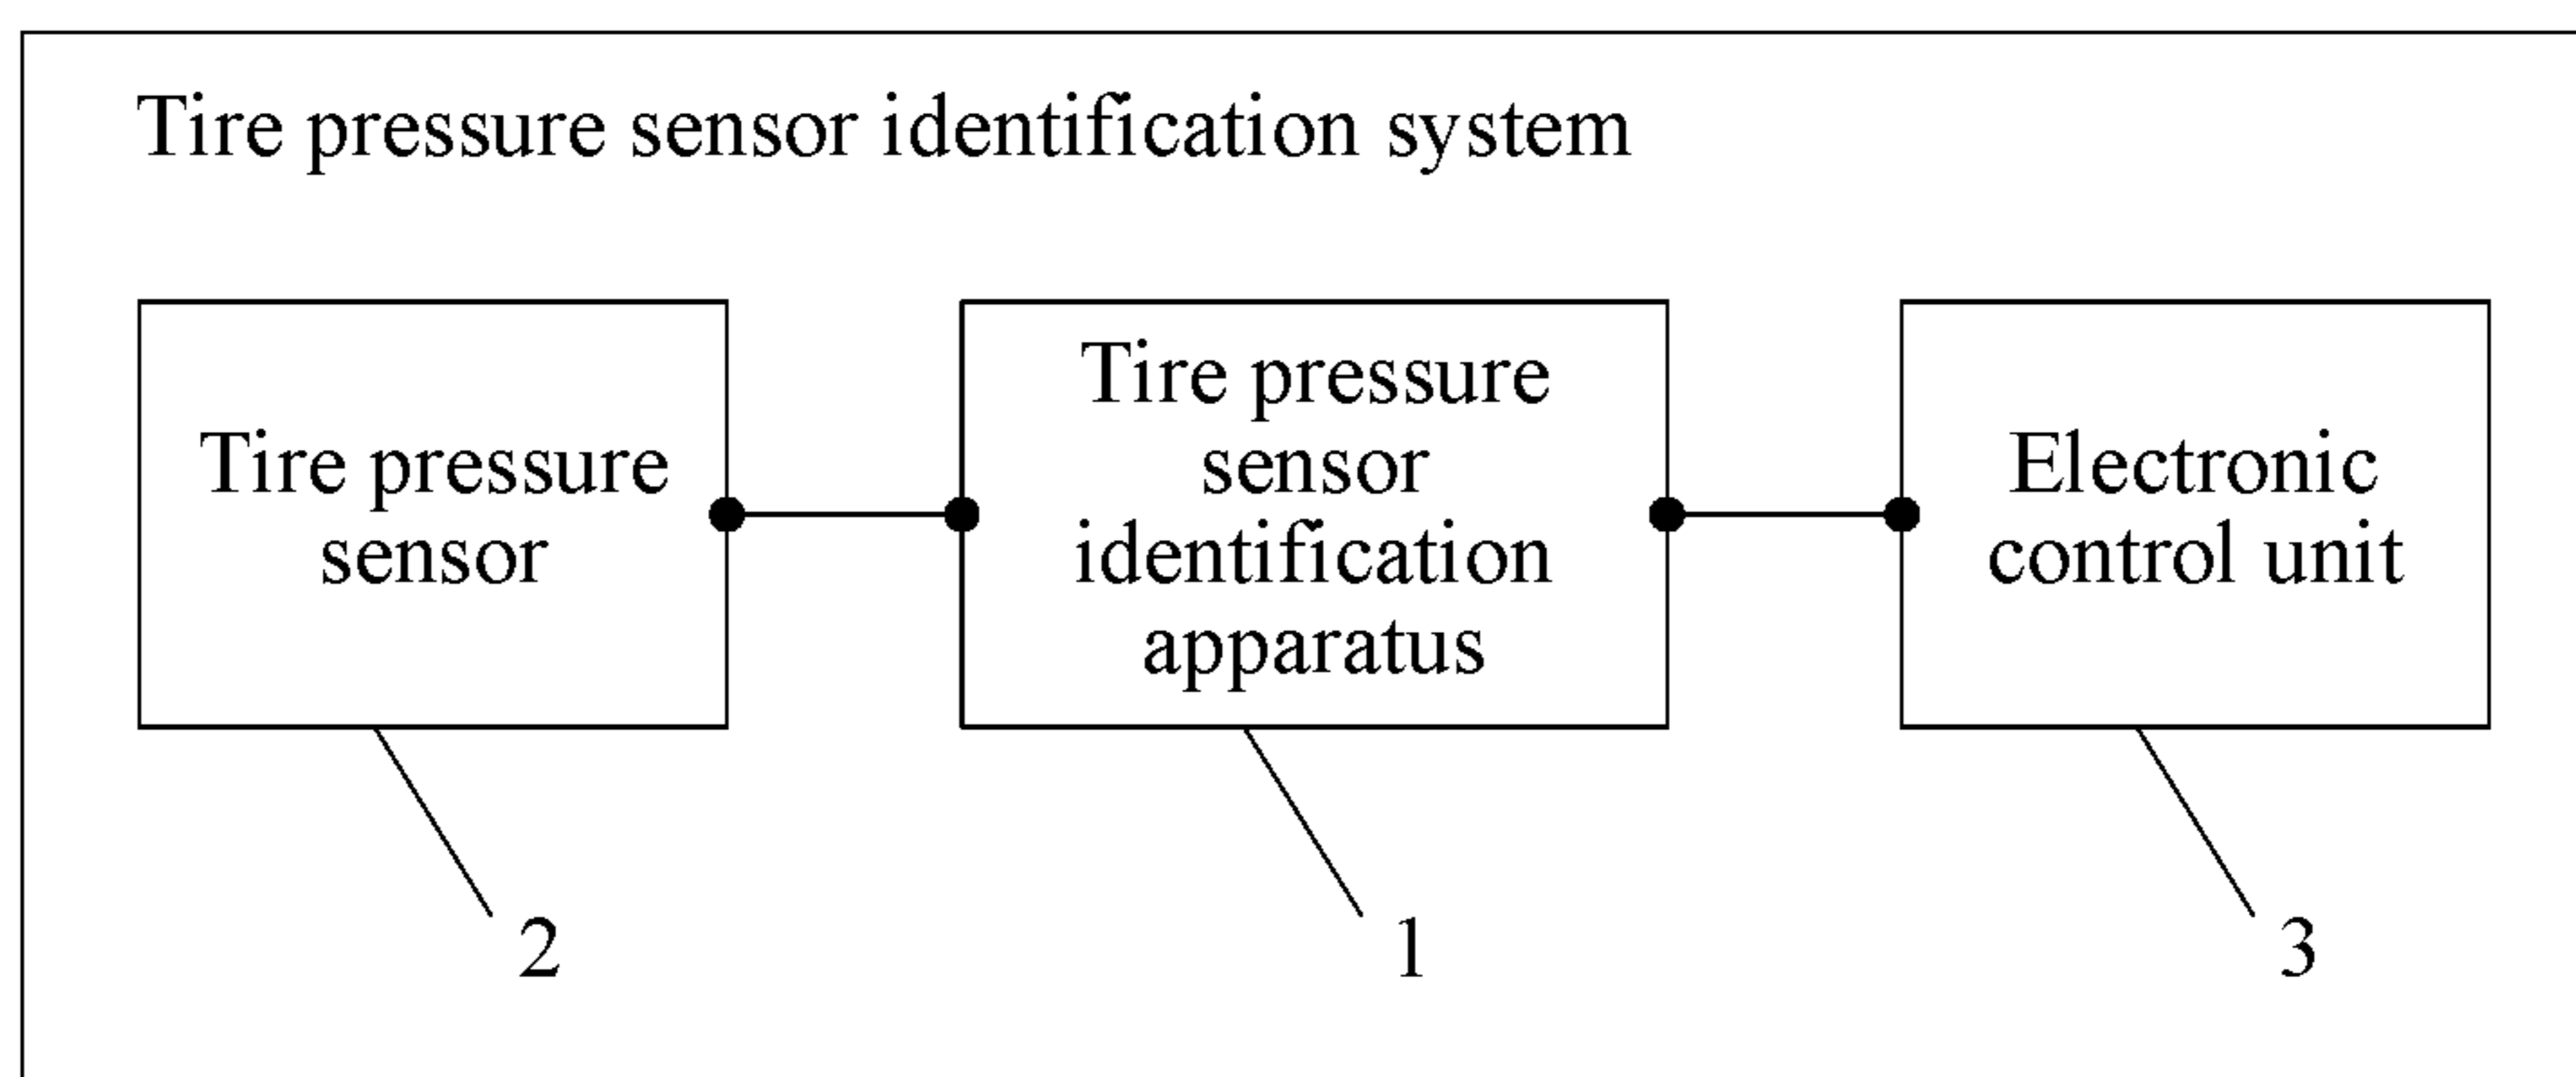 Tire pressure sensor identification system
Tire pressure
sensor
Tire pressure
sensor
identification
apparatus
Electronic
control unit
2
1
3